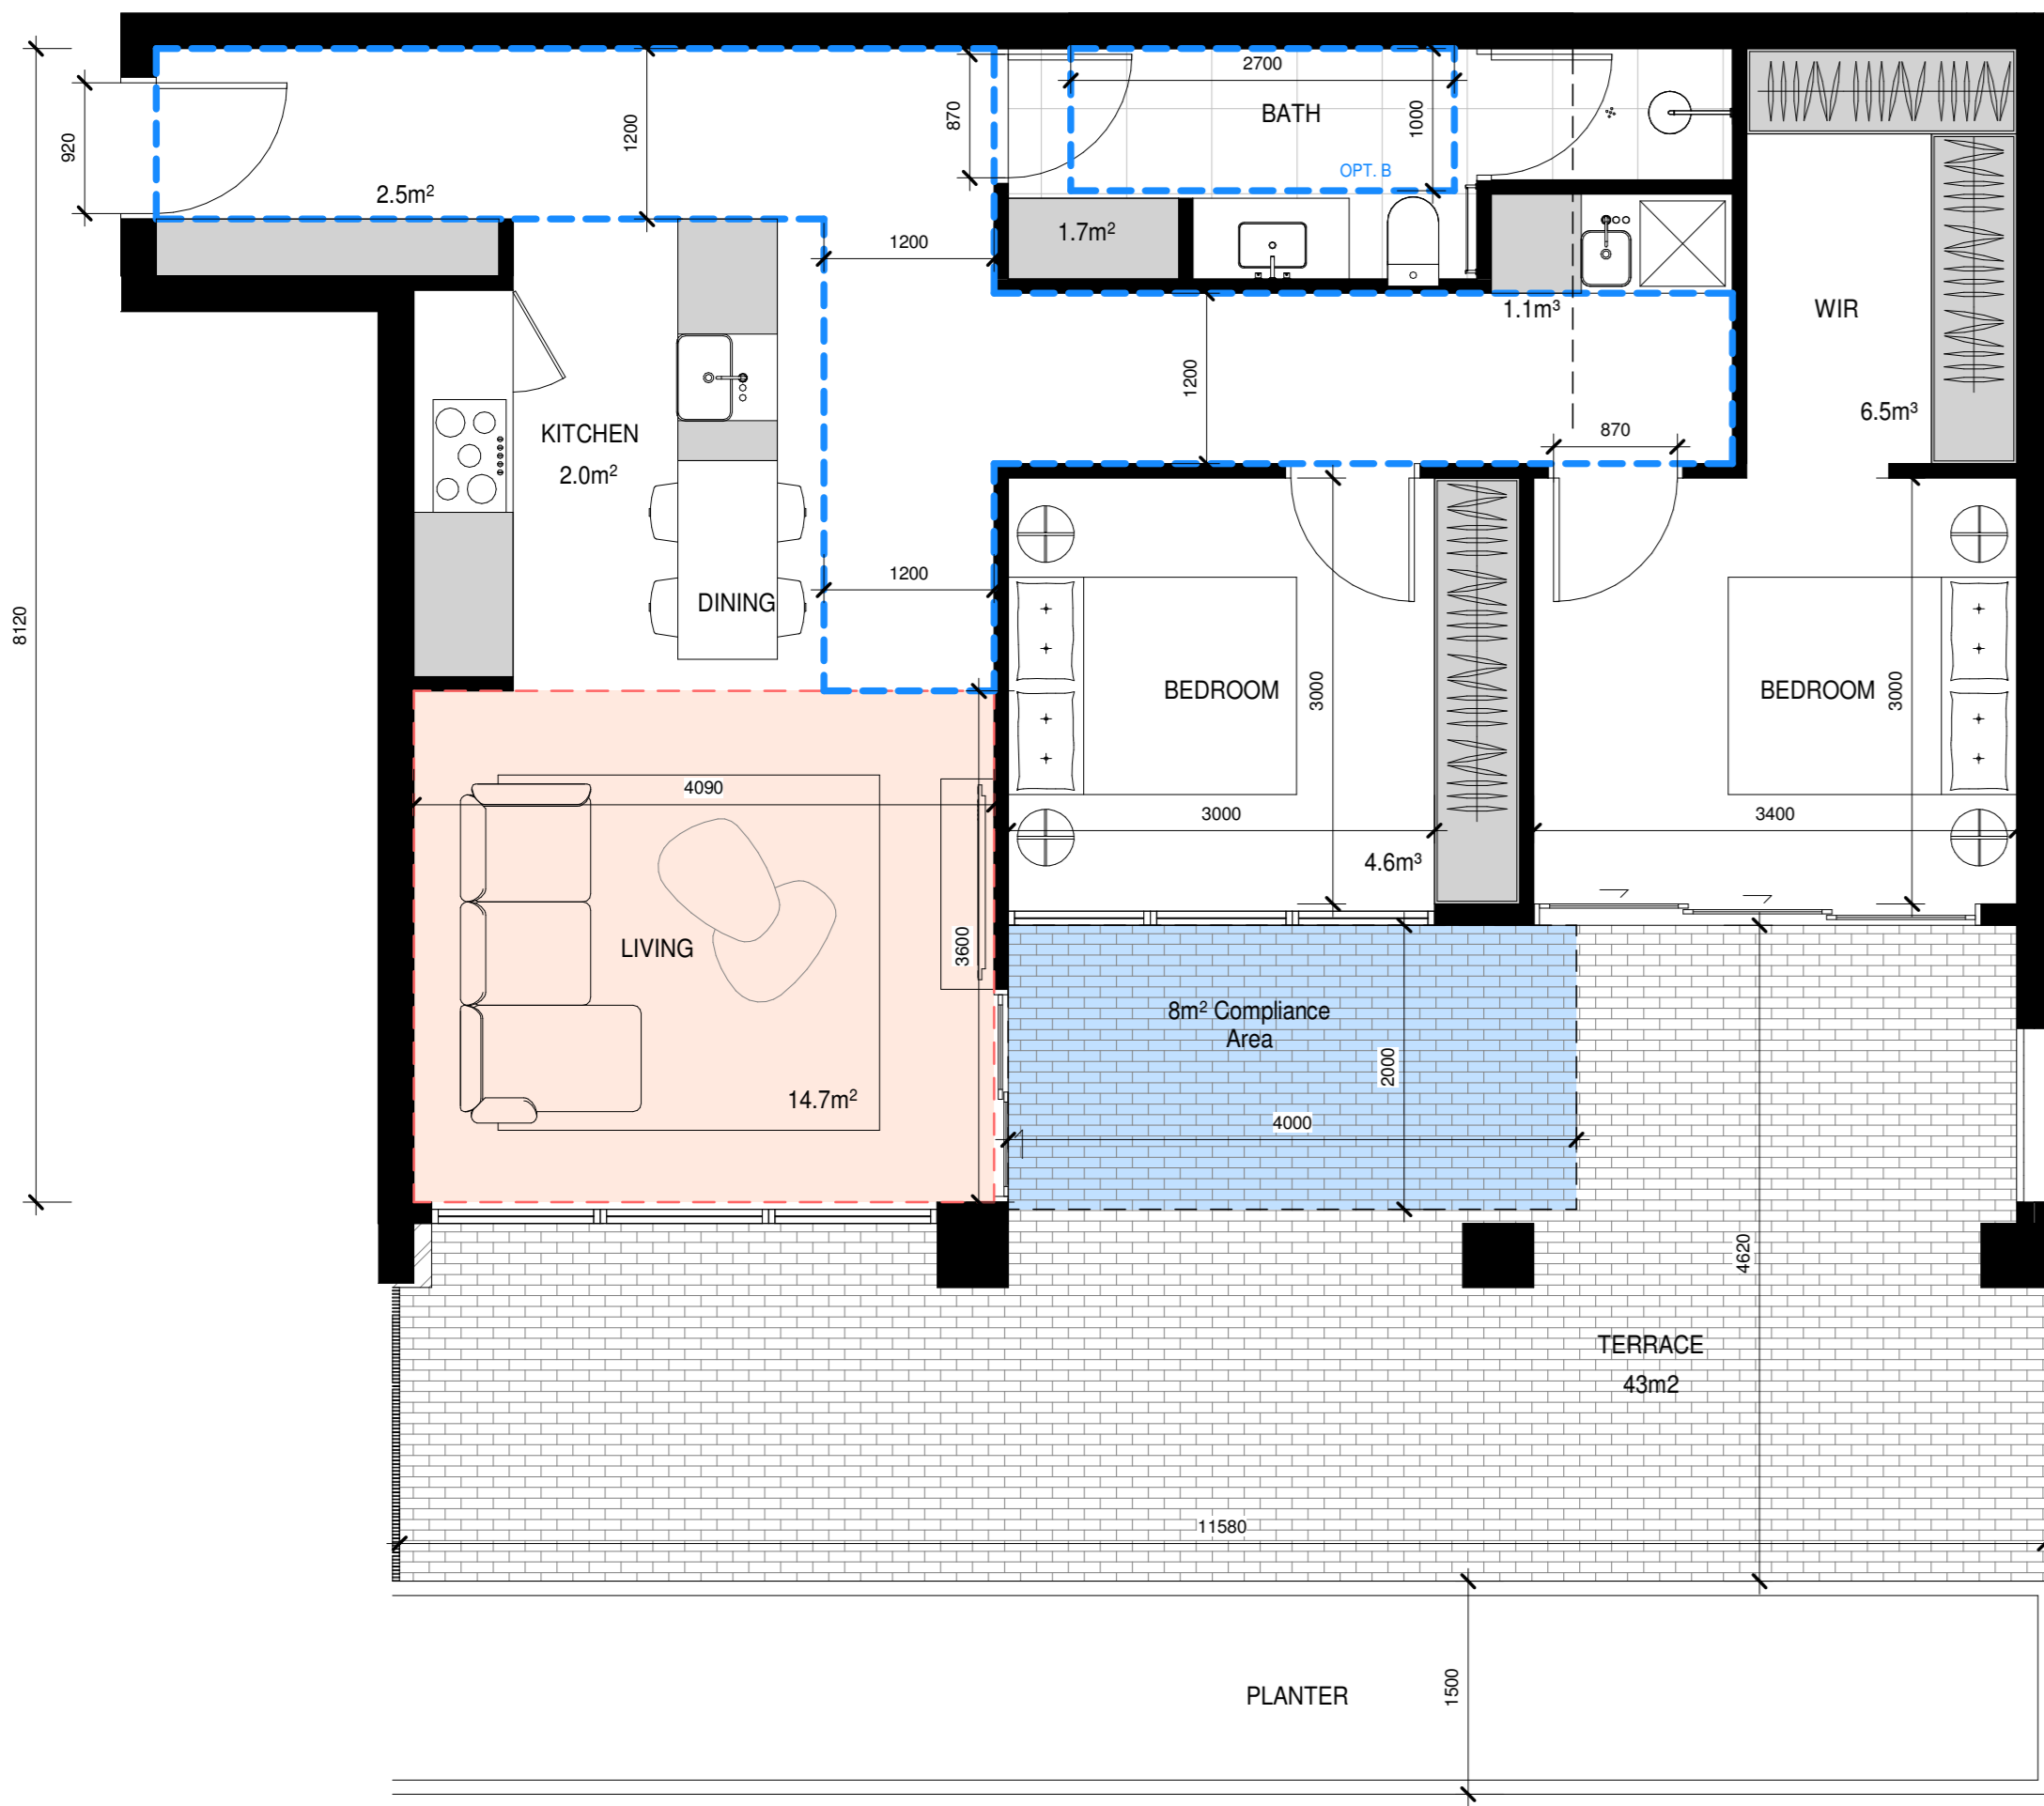 2700
920
1200
870
BATH
1000
OPT. B
2.5m²
1.7m²
1200
1.1m³
WIR
1200
6.5m³
KITCHEN
2.0m²
870
1200
DINING
8120
BEDROOM
3000
BEDROOM
3000
4090
3000
3400
4.6m³
LIVING
3600
8m² Compliance
Area
2000
14.7m²
4000
4620
TERRACE
43m2
11580
PLANTER
1500